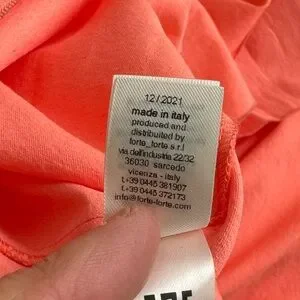 12/2021
made in italy
produced and
distributed by
forte_forte s.r.l
via dell'industria 22/32
36030 sarcedo
vicenza - italy
t.+39 0445 381907
f.+39 0445 372173
info@forte-forte.com